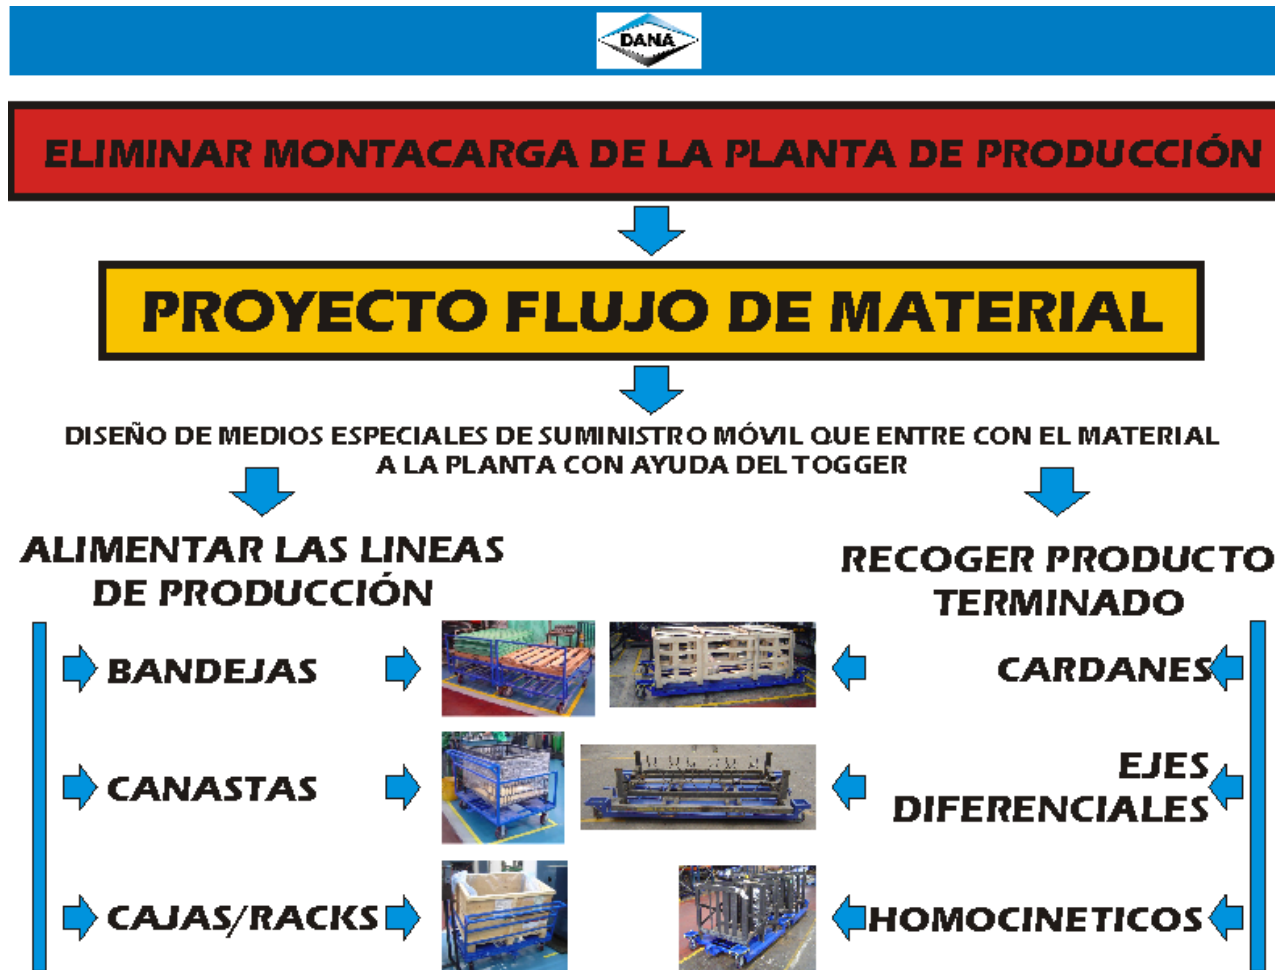 DANA
ELIMINAR MONTACARGA DE LA PLANTA DE PRODUCCIÓN
PROYECTO FLUJO DE MATERIAL
DISEÑO DE MEDIOS ESPECIALES DE SUMINISTRO MÓVIL QUE ENTRE CON EL MATERIAL
A LA PLANTA CON AYUDA DEL TOGGER
ALIMENTAR LAS LINEAS
DE PRODUCCIÓN
BANDEJAS
CANASTAS
CAJAS/RACKS
RECOGER PRODUCTO
TERMINADO
CARDANES
EJES
DIFERENCIALES
HOMOCINETICOS